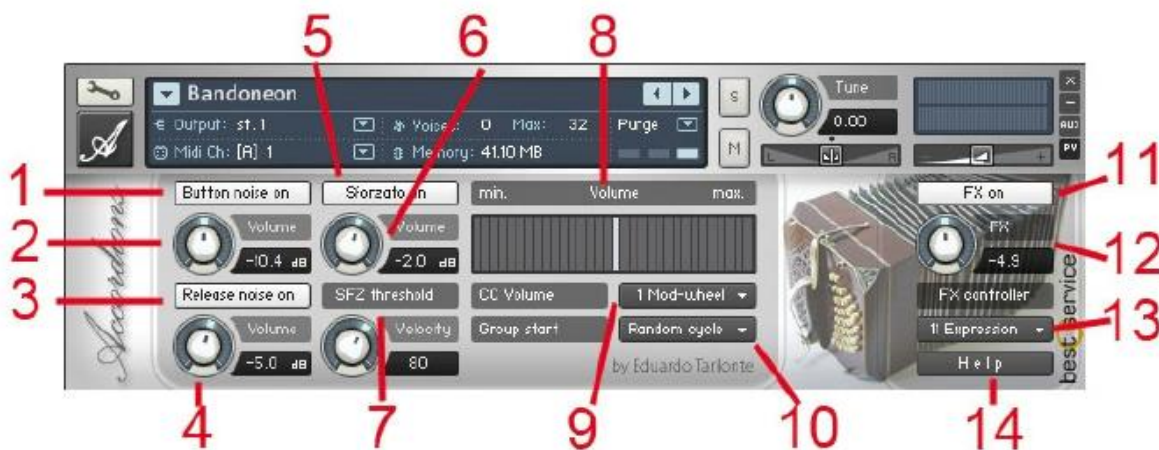 5 6 8
Bandoneon
S
Tune
×
−
Output: st.1
Voices: 0 Max: 32
Purge
0.00
AUX
Midi Ch: [A] 1
Memory: 41.10 MB
M
L R
− +
PV
1
Button noise on
Sforzato on
min. Volume max.
FX on
11
2
Volume
-10.4 dB
Volume
-2.0 dB
FX
-4.9
12
3
Release noise on
SFZ threshold
CC Volume
1 Mod-wheel
FX controller
Volume
-5.0 dB
Velocity
80
Group start
Random cycle
11 Expression
13
by Eduardo Tarilonte
Help
Accordions
best service
4 7 9 10 14